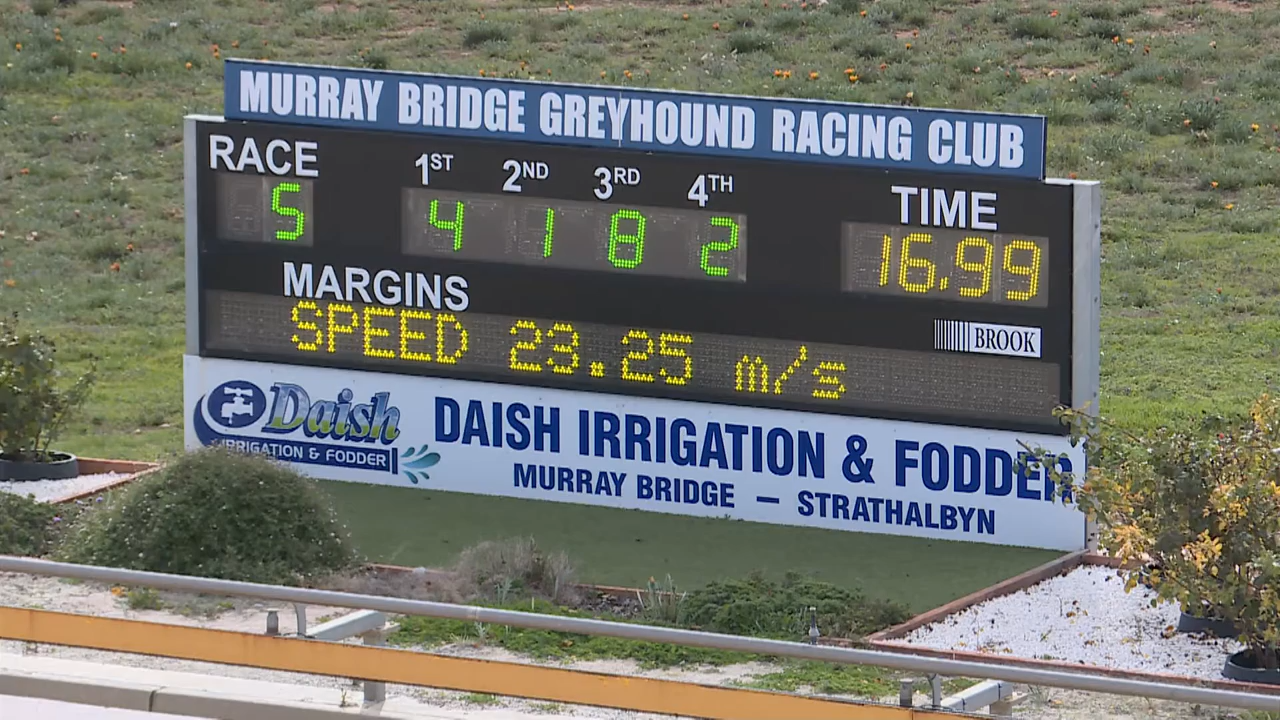 MURRAY BRIDGE GREYHOUND RACING CLUB
RACE 1ST 2ND 3RD 4TH TIME
5 4 1 8 2 16.99
MARGINS
BROOK
SPEED 23.25 m/s
Daish
IRRIGATION & FODDER
DAISH IRRIGATION & FODDER
MURRAY BRIDGE – STRATHALBYN